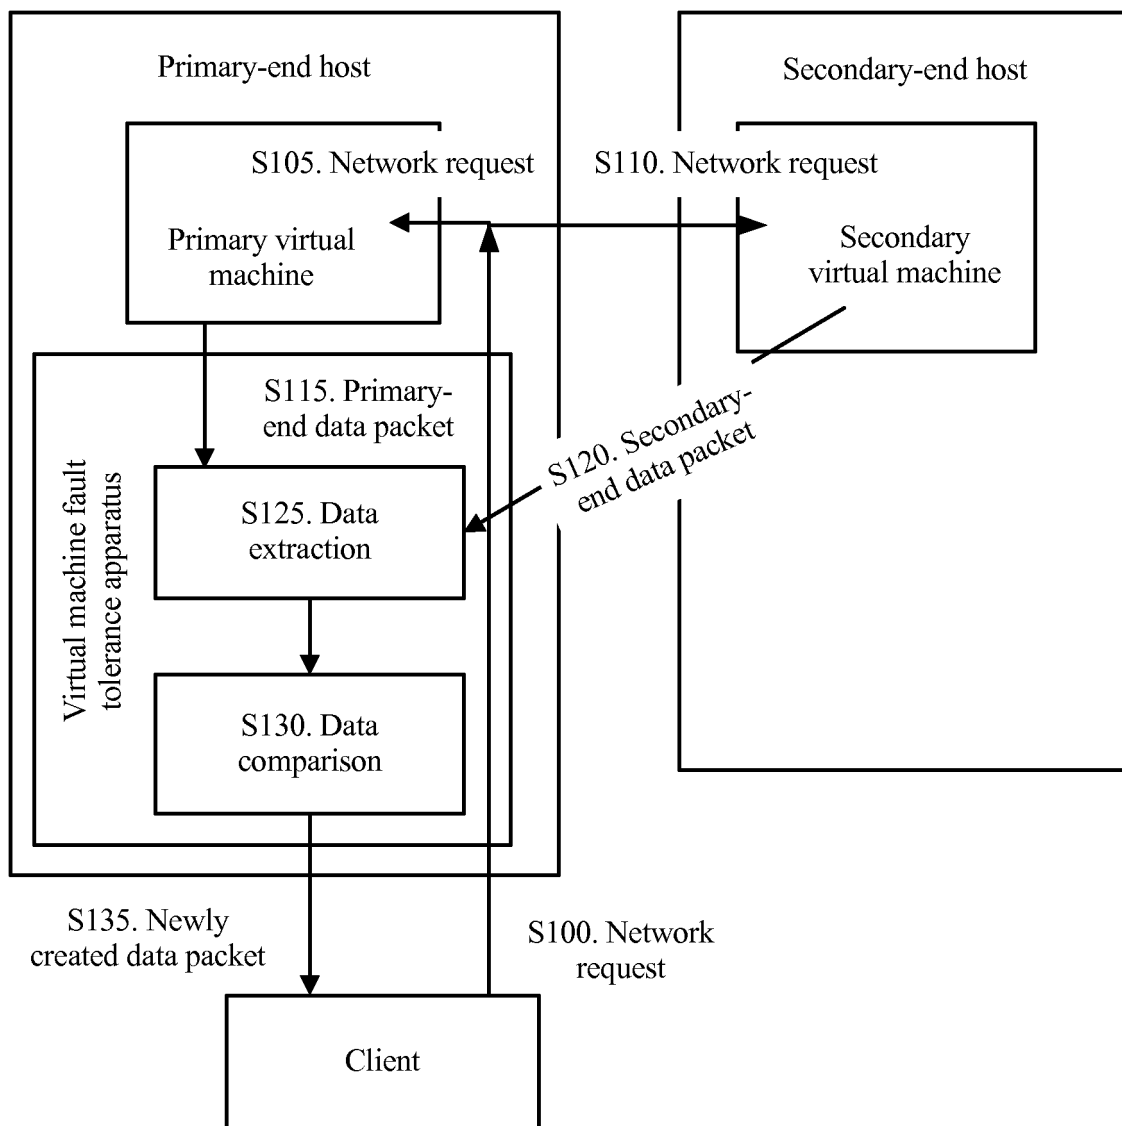 Primary-end host
Secondary-end host
S105. Network request
S110. Network request
Primary virtual
machine
Secondary
virtual machine
S115. Primary-
end data packet
S120. Secondary-
end data packet
Virtual machine fault
tolerance apparatus
S125. Data
extraction
S130. Data
comparison
S135. Newly
created data packet
S100. Network
request
Client